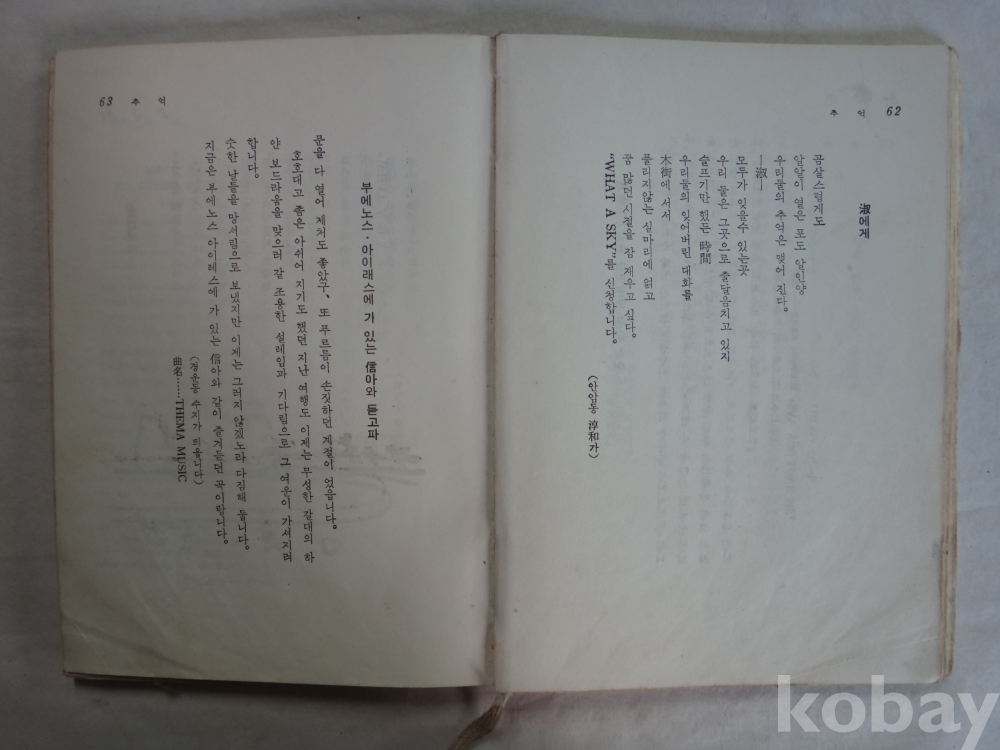 추 억 62
淑에게
곰살스럽게도
알알이 열은 포도 알인양
우리둘의 추억은 맺어 진다.
—淑—
모두가 잊을수 있는곳
우리 둘은 그곳으로 줄달음치고 있지
슬프기만 했든 時間
우리둘의 잊어버린 대화를
木街에 서서
풀리지않는 실마리에 얽고
꿈 많던 시절을 잠 재우고 싶다.
“WHAT A SKY”를 신청합니다.
(안암동 淳和가)
63 추 억
부에노스·아이래스에 가 있는 信아와 듣고파
문을 다 열어 제처도 좋았구, 또 푸르름이 손짓하던 계절이 었읍니다.
호호대고 좁은 아쉬어 지기도 했던 지난 여행도 이제는 무성한 갈대의 하
얀 보드라움을 맞으러 갈 조용한 설레임과 기다림으로 그 여운이 가셔지려
합니다.
숫한 날들을 망서림으로 보냈지만 이제는 그러지 않겠노라 다짐해 둡니다.
지금은 부에노스 아이레스에 가 있는 信아와 같이 즐겨듣던 곡이랍니다.
(정운동 수지가 띄웁니다)
曲名……THEMA MUSIC
kobay